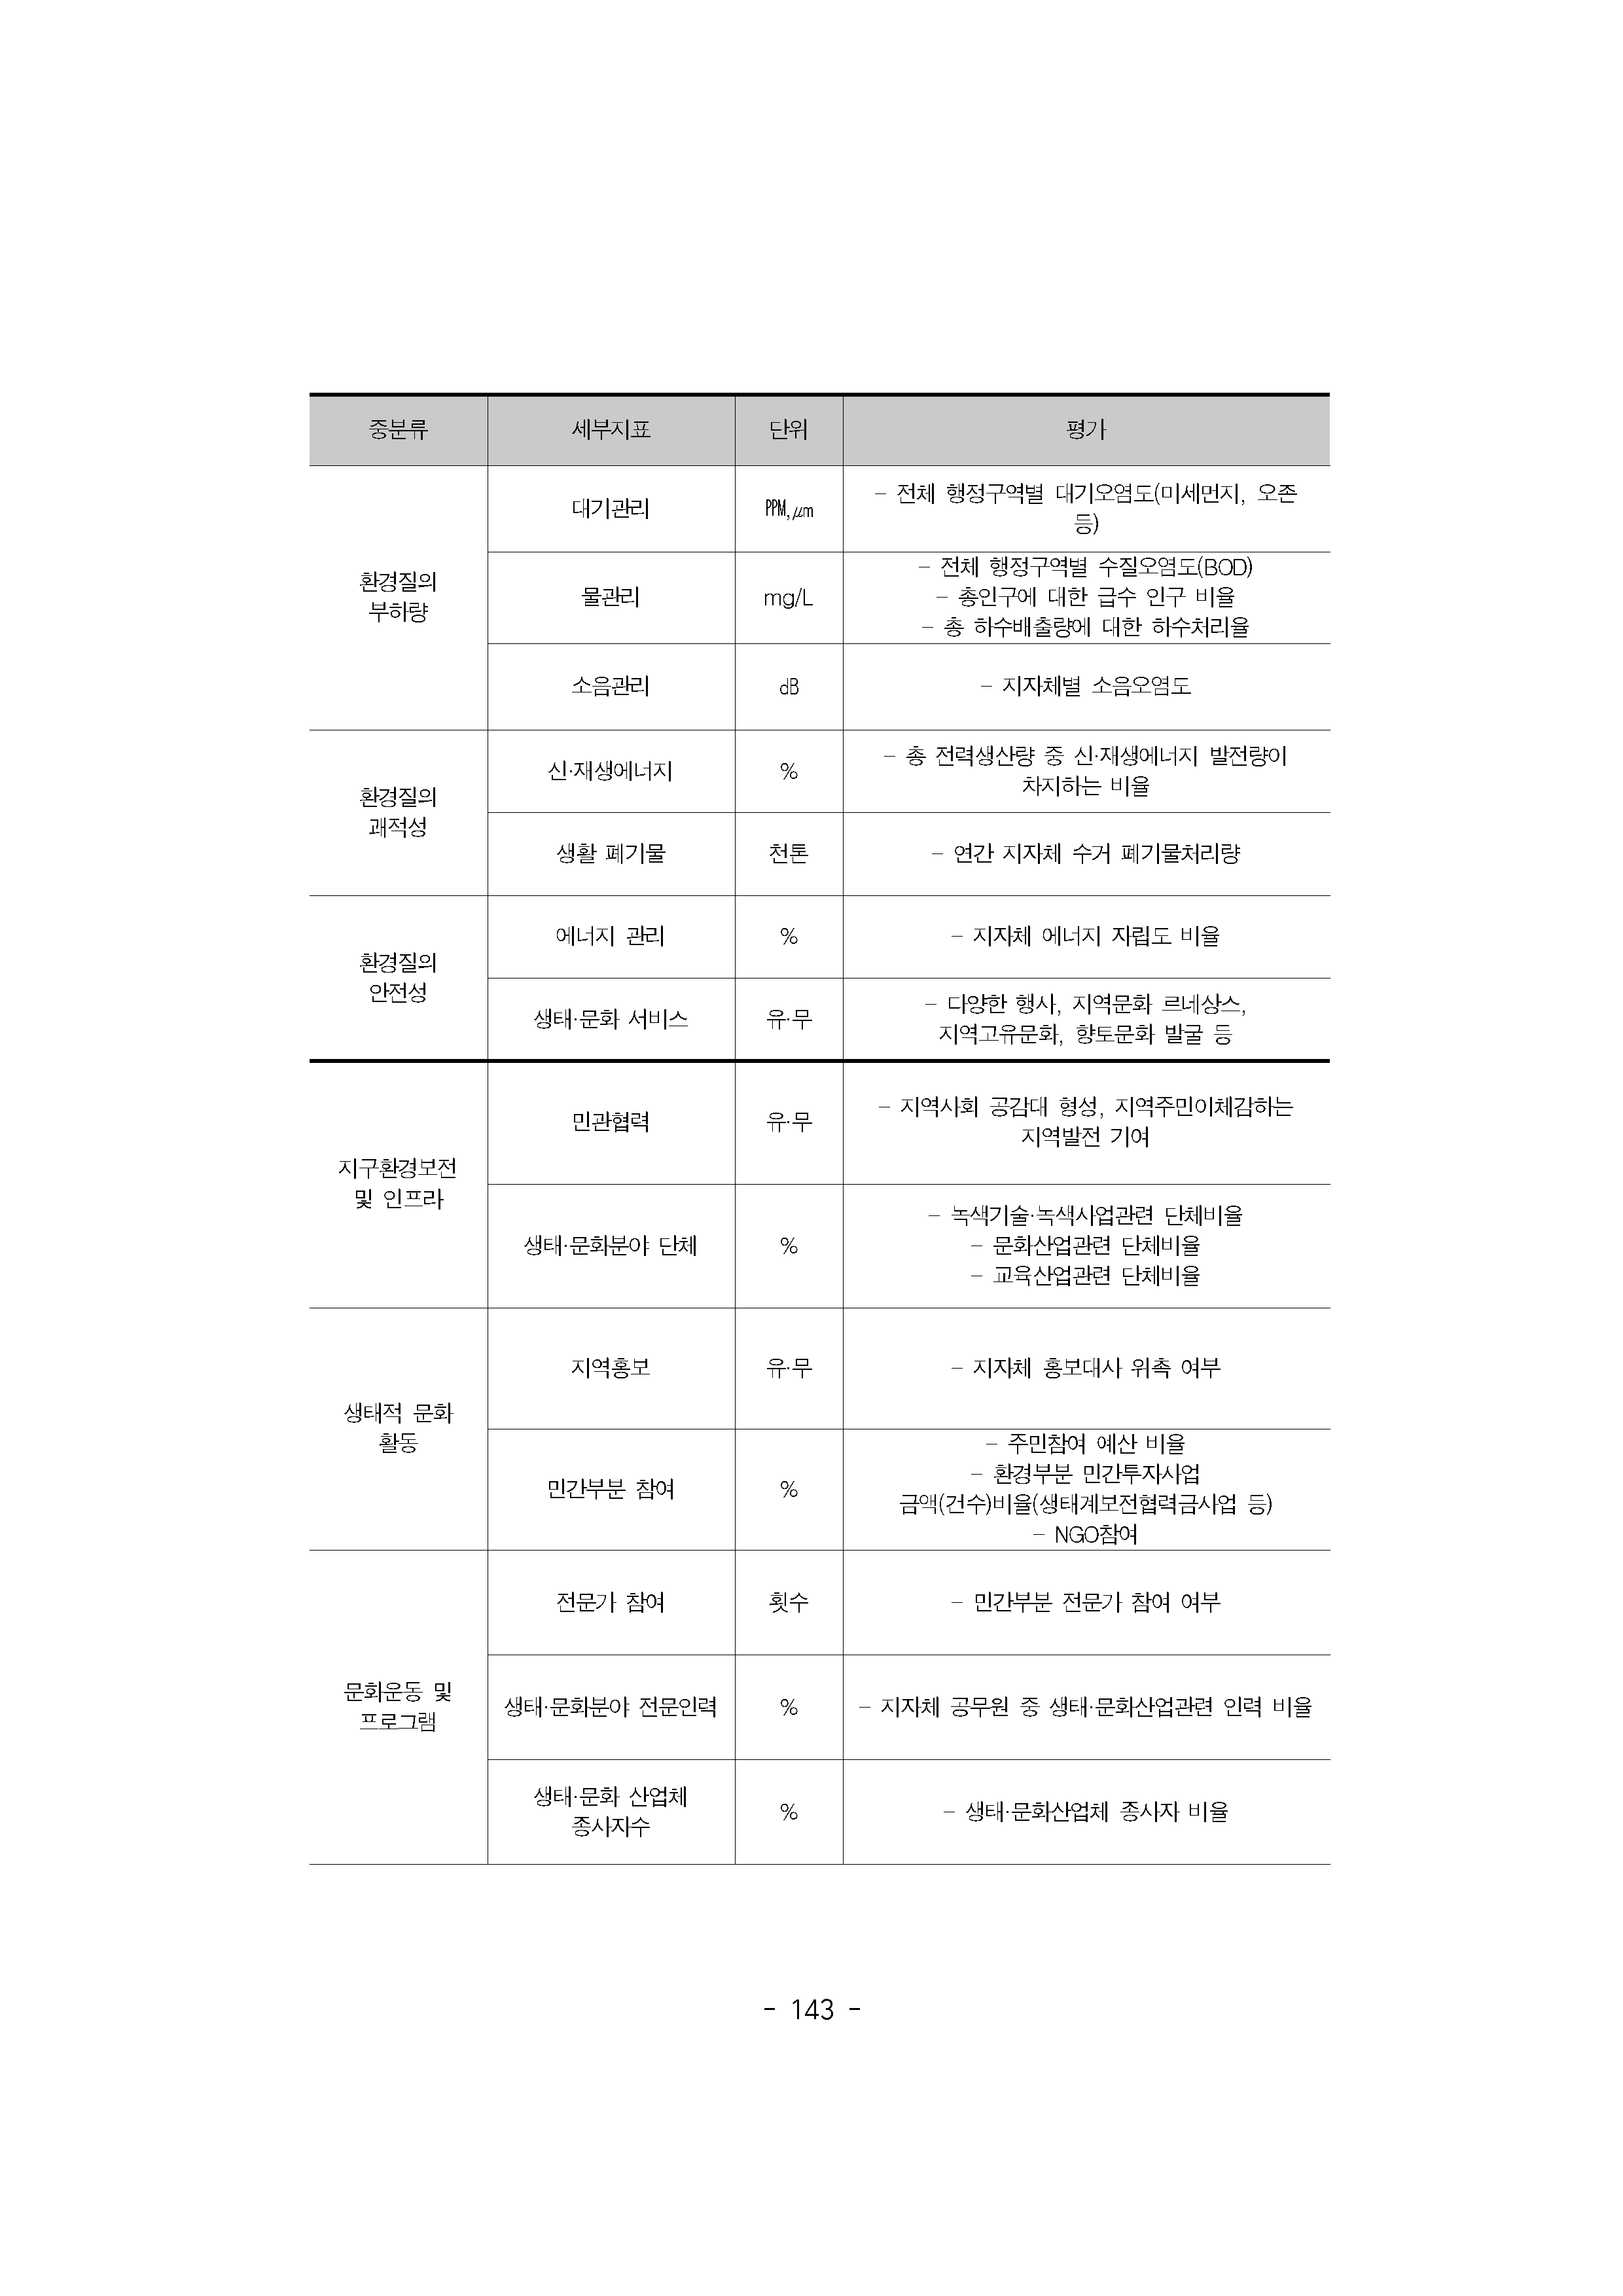 중분류 세부지표 단위 평가
환경질의
부하량
대기관리 PPM, μm
– 전체 행정구역별 대기오염도(미세먼지, 오존
등)
물관리 mg/L
– 전체 행정구역별 수질오염도(BOD)
– 총인구에 대한 급수 인구 비율
– 총 하수배출량에 대한 하수처리율
소음관리 dB – 지자체별 소음오염도
환경질의
쾌적성
신·재생에너지 %
– 총 전력생산량 중 신·재생에너지 발전량이
차지하는 비율
생활 폐기물 천톤 – 연간 지자체 수거 폐기물처리량
환경질의
안전성
에너지 관리 % – 지자체 에너지 자립도 비율
생태·문화 서비스 유·무
– 다양한 행사, 지역문화 르네상스,
지역고유문화, 향토문화 발굴 등
지구환경보전
및 인프라
민관협력 유·무
– 지역사회 공감대 형성, 지역주민이체감하는
지역발전 기여
생태·문화분야 단체 %
– 녹색기술·녹색사업관련 단체비율
– 문화산업관련 단체비율
– 교육산업관련 단체비율
생태적 문화
활동
지역홍보 유·무 – 지자체 홍보대사 위촉 여부
민간부분 참여 %
– 주민참여 예산 비율
– 환경부분 민간투자사업
금액(건수)비율(생태계보전협력금사업 등)
– NGO참여
문화운동 및
프로그램
전문가 참여 횟수 – 민간부분 전문가 참여 여부
생태·문화분야 전문인력 % – 지자체 공무원 중 생태·문화산업관련 인력 비율
생태·문화 산업체
종사자수
% – 생태·문화산업체 종사자 비율
- 143 -